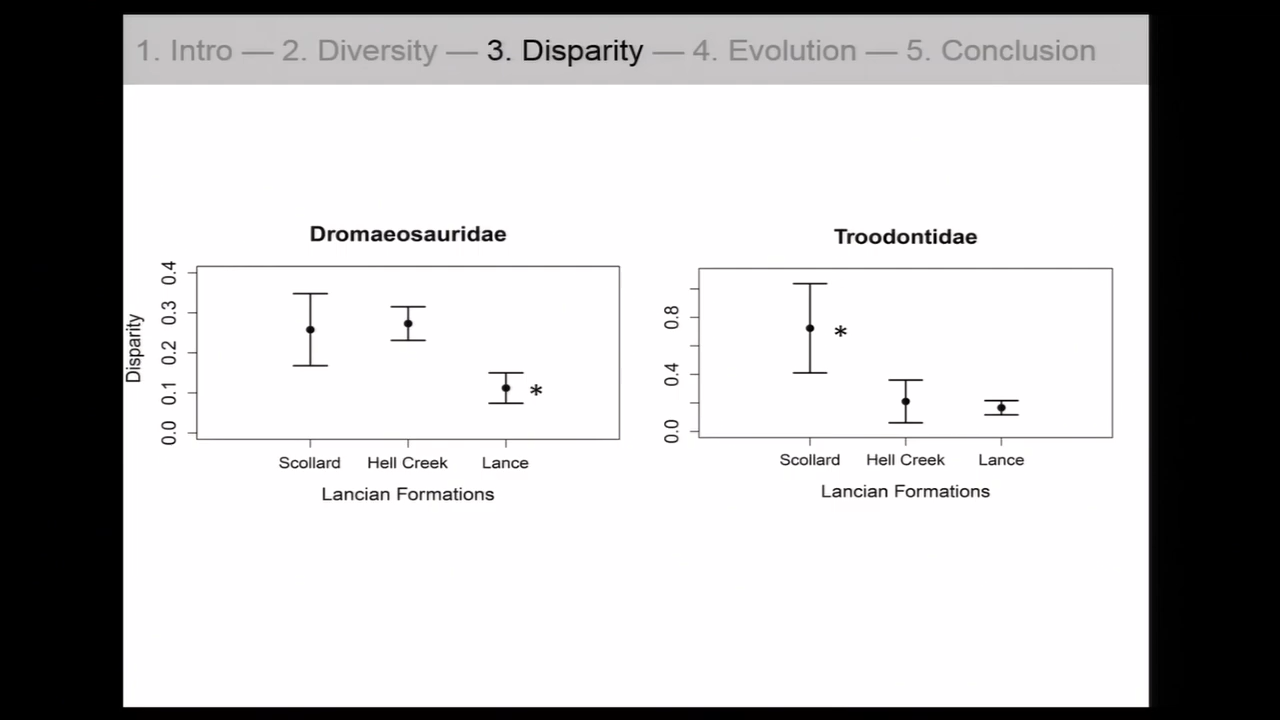 1. Intro — 2. Diversity — 3. Disparity — 4. Evolution — 5. Conclusion
Dromaeosauridae
Disparity
0.4
0.3
0.2
0.1
0.0
*
Scollard Hell Creek Lance
Lancian Formations
Troodontidae
0.8
0.4
0.0
*
Scollard Hell Creek Lance
Lancian Formations